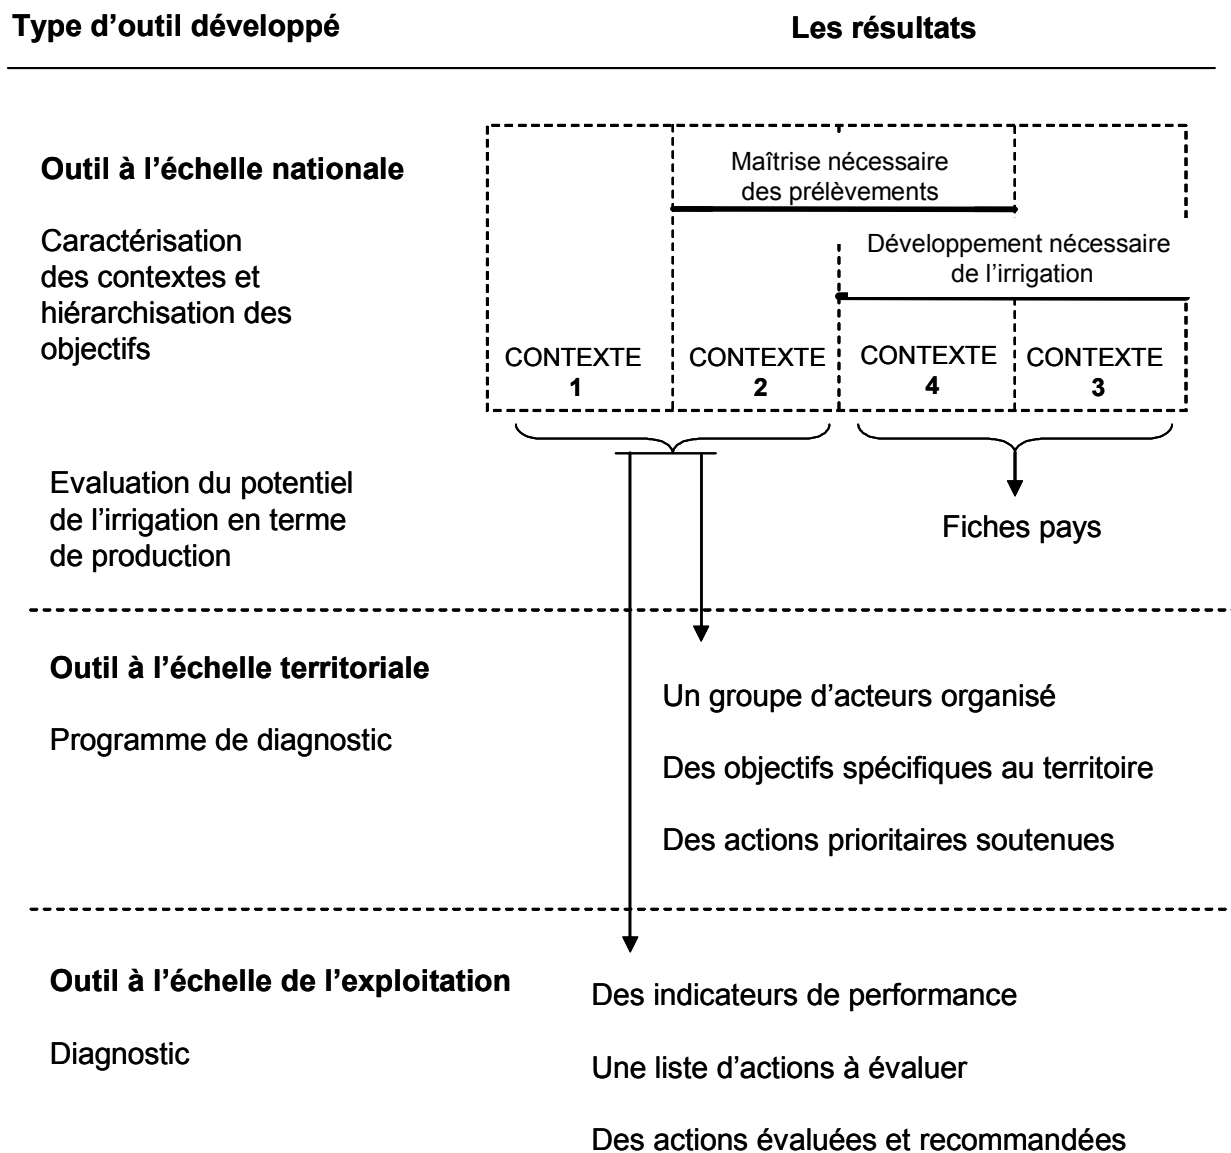 Type d’outil développé
Les résultats
Outil à l’échelle nationale
Caractérisation
des contextes et
hiérarchisation des
objectifs
Maîtrise nécessaire
des prélèvements
Développement nécessaire
de l’irrigation
CONTEXTE
1
CONTEXTE
2
CONTEXTE
4
CONTEXTE
3
Evaluation du potentiel
de l’irrigation en terme
de production
Fiches pays
Outil à l’échelle territoriale
Programme de diagnostic
Un groupe d’acteurs organisé
Des objectifs spécifiques au territoire
Des actions prioritaires soutenues
Outil à l’échelle de l’exploitation
Diagnostic
Des indicateurs de performance
Une liste d’actions à évaluer
Des actions évaluées et recommandées